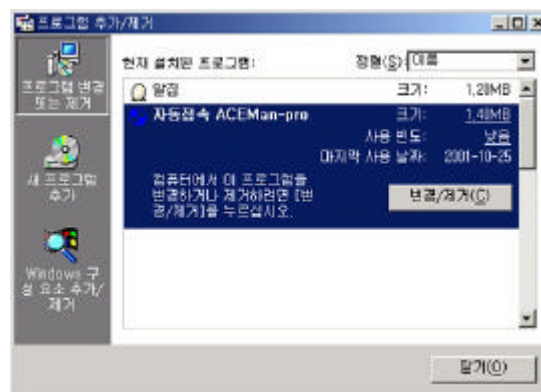 프로그램 추가/제거
프로그램 변경
또는 제거
새 프로그램
추가
Windows 구
성 요소 추가/
제거
현재 설치된 프로그램:
정렬(S): 이름
알집
크기: 1,28MB
자동접속 ACEMan-pro
크기: 1,48MB
사용 빈도: 낮음
마지막 사용 날짜: 2001-10-25
컴퓨터에서 이 프로그램을
변경하거나 제거하려면 [변
경/제거]를 누르십시오.
변경/제거(C)
닫기(O)